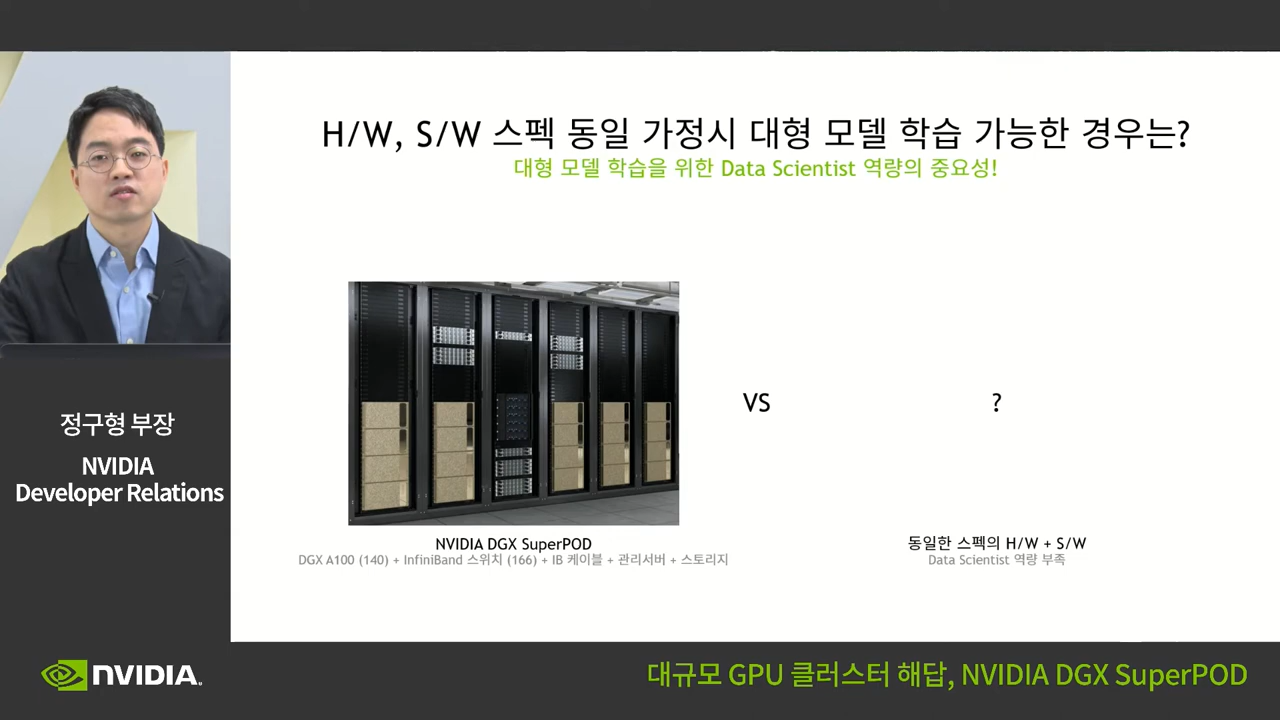 H/W, S/W 스펙 동일 가정시 대형 모델 학습 가능한 경우는?
대형 모델 학습을 위한 Data Scientist 역량의 중요성!
VS
?
NVIDIA DGX SuperPOD
DGX A100 (140) + InfiniBand 스위치 (166) + IB 케이블 + 관리서버 + 스토리지
동일한 스펙의 H/W + S/W
Data Scientist 역량 부족
정구형 부장
NVIDIA
Developer Relations
NVIDIA.
대규모 GPU 클러스터 해답, NVIDIA DGX SuperPOD